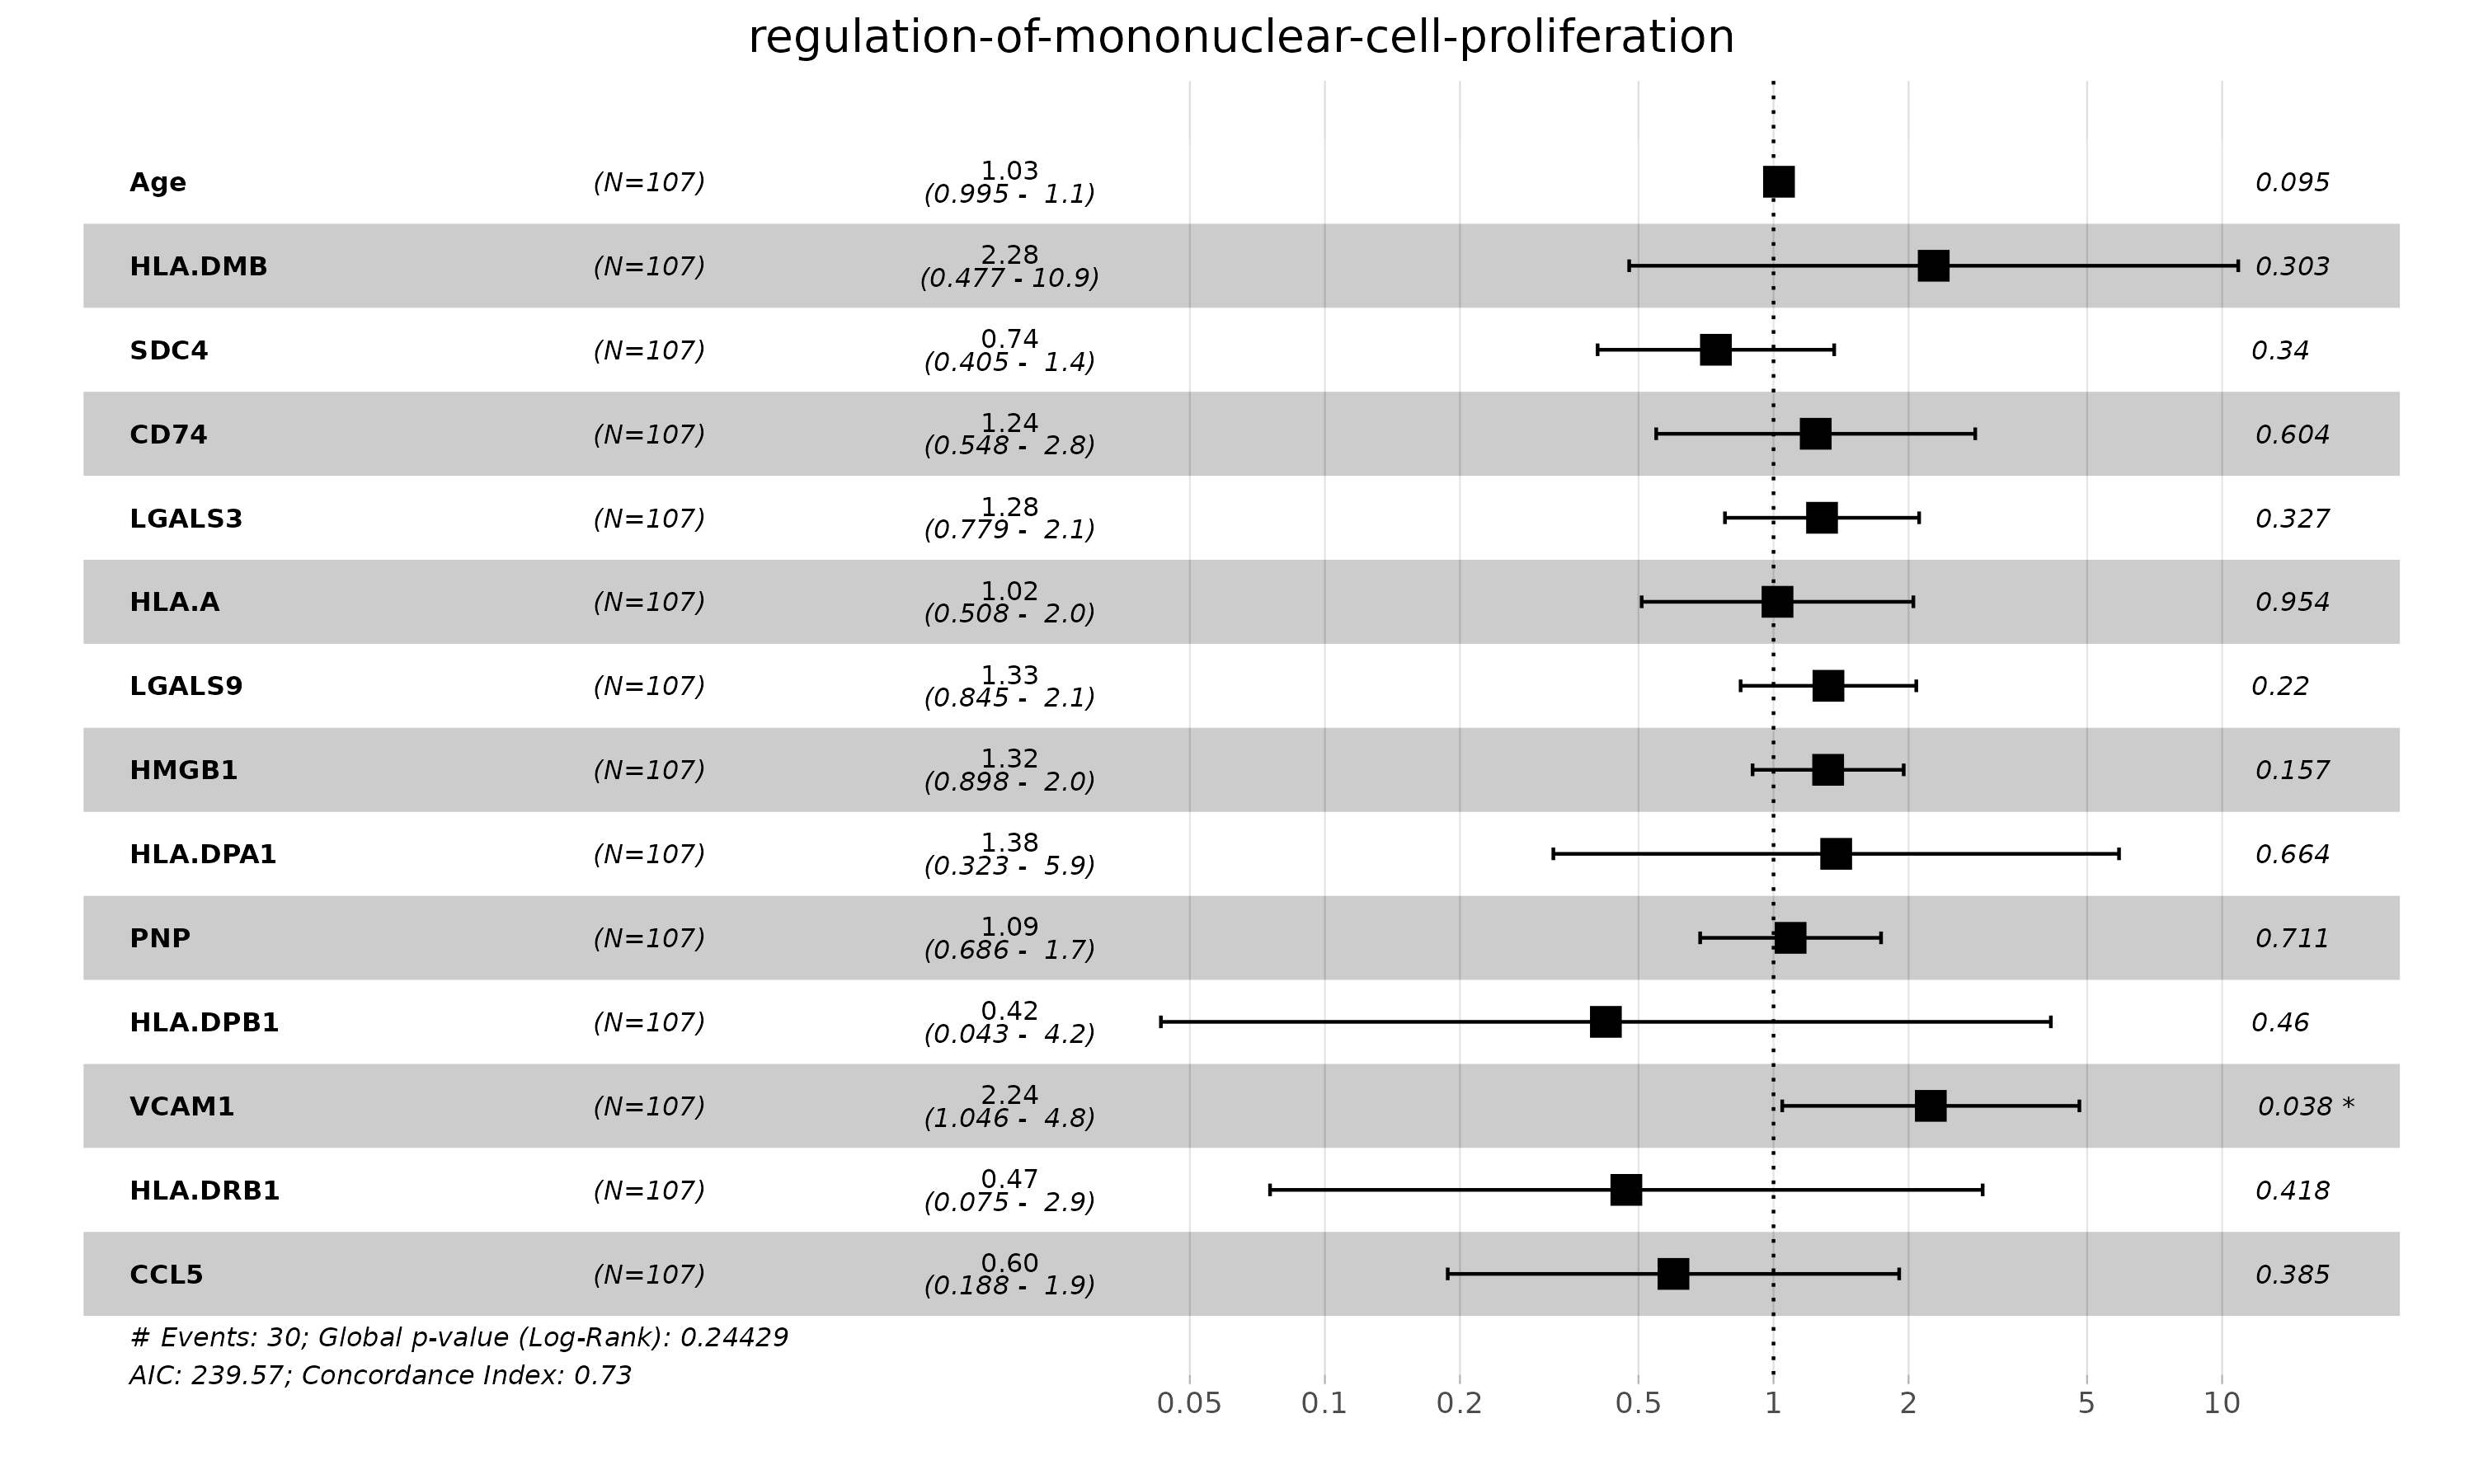 regulation-of-mononuclear-cell-proliferation
Age (N=107) 1.03 (0.995 - 1.1) 0.095
HLA.DMB (N=107) 2.28 (0.477 - 10.9) 0.303
SDC4 (N=107) 0.74 (0.405 - 1.4) 0.34
CD74 (N=107) 1.24 (0.548 - 2.8) 0.604
LGALS3 (N=107) 1.28 (0.779 - 2.1) 0.327
HLA.A (N=107) 1.02 (0.508 - 2.0) 0.954
LGALS9 (N=107) 1.33 (0.845 - 2.1) 0.22
HMGB1 (N=107) 1.32 (0.898 - 2.0) 0.157
HLA.DPA1 (N=107) 1.38 (0.323 - 5.9) 0.664
PNP (N=107) 1.09 (0.686 - 1.7) 0.711
HLA.DPB1 (N=107) 0.42 (0.043 - 4.2) 0.46
VCAM1 (N=107) 2.24 (1.046 - 4.8) 0.038 *
HLA.DRB1 (N=107) 0.47 (0.075 - 2.9) 0.418
CCL5 (N=107) 0.60 (0.188 - 1.9) 0.385
# Events: 30; Global p-value (Log-Rank): 0.24429
AIC: 239.57; Concordance Index: 0.73
0.05 0.1 0.2 0.5 1 2 5 10